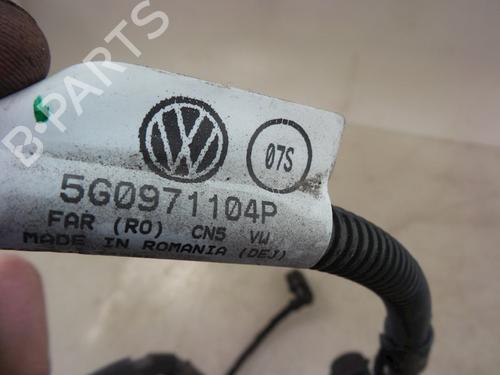 B-PARTS
07S
5G0971104P
FAR (RO) CN5 VW
MADE IN ROMANIA (DEJ)